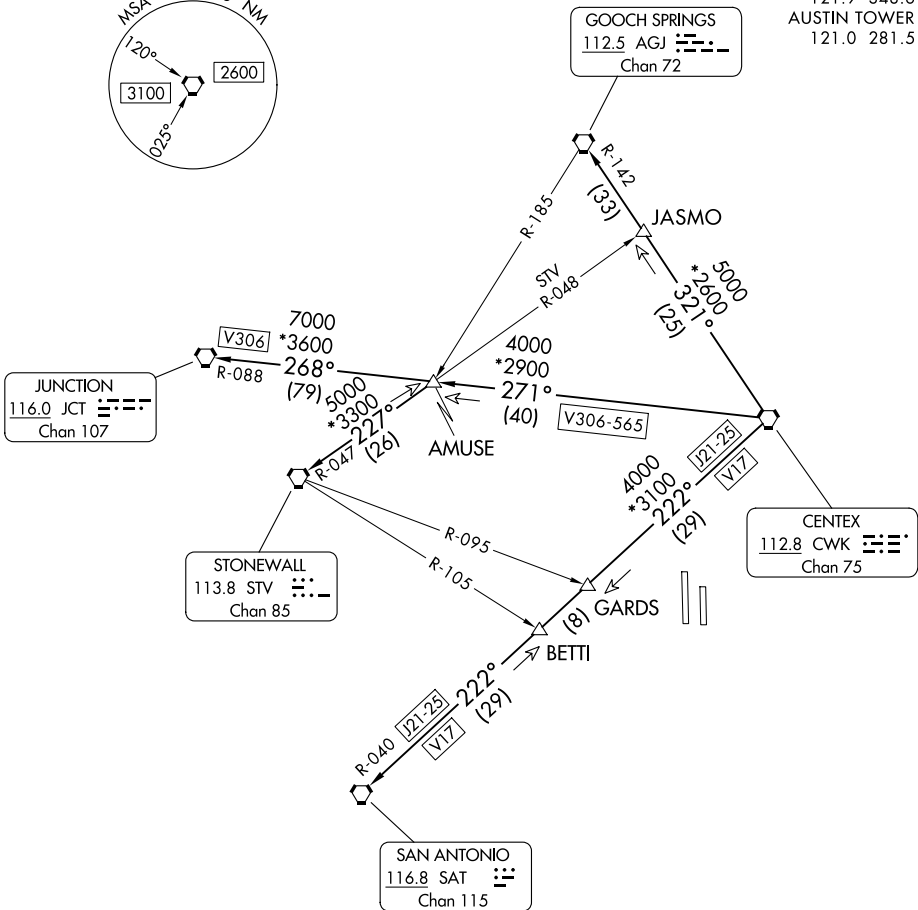 MSA
NM
120°
2600
3100
025°
121.9
AUSTIN TOWER
121.0 281.5
GOOCH SPRINGS
112.5 AGJ
Chan 72
R-142
(33)
R-185
JASMO
STV
R-048
5000
*2600
321°
(25)
7000
V306 *3600
268°
R-088
(79)
JUNCTION
116.0 JCT
Chan 107
4000
*2900
271°
(40)
V306-565
5000
*3300
227°
R-047 (26)
AMUSE
J21-25
V17
4000
*3100
222°
(29)
CENTEX
112.8 CWK
Chan 75
STONEWALL
113.8 STV
Chan 85
R-095
R-105
GARDS
(8)
BETTI
222°
(29)
R-040 J21-25
V17
SAN ANTONIO
116.8 SAT
Chan 115